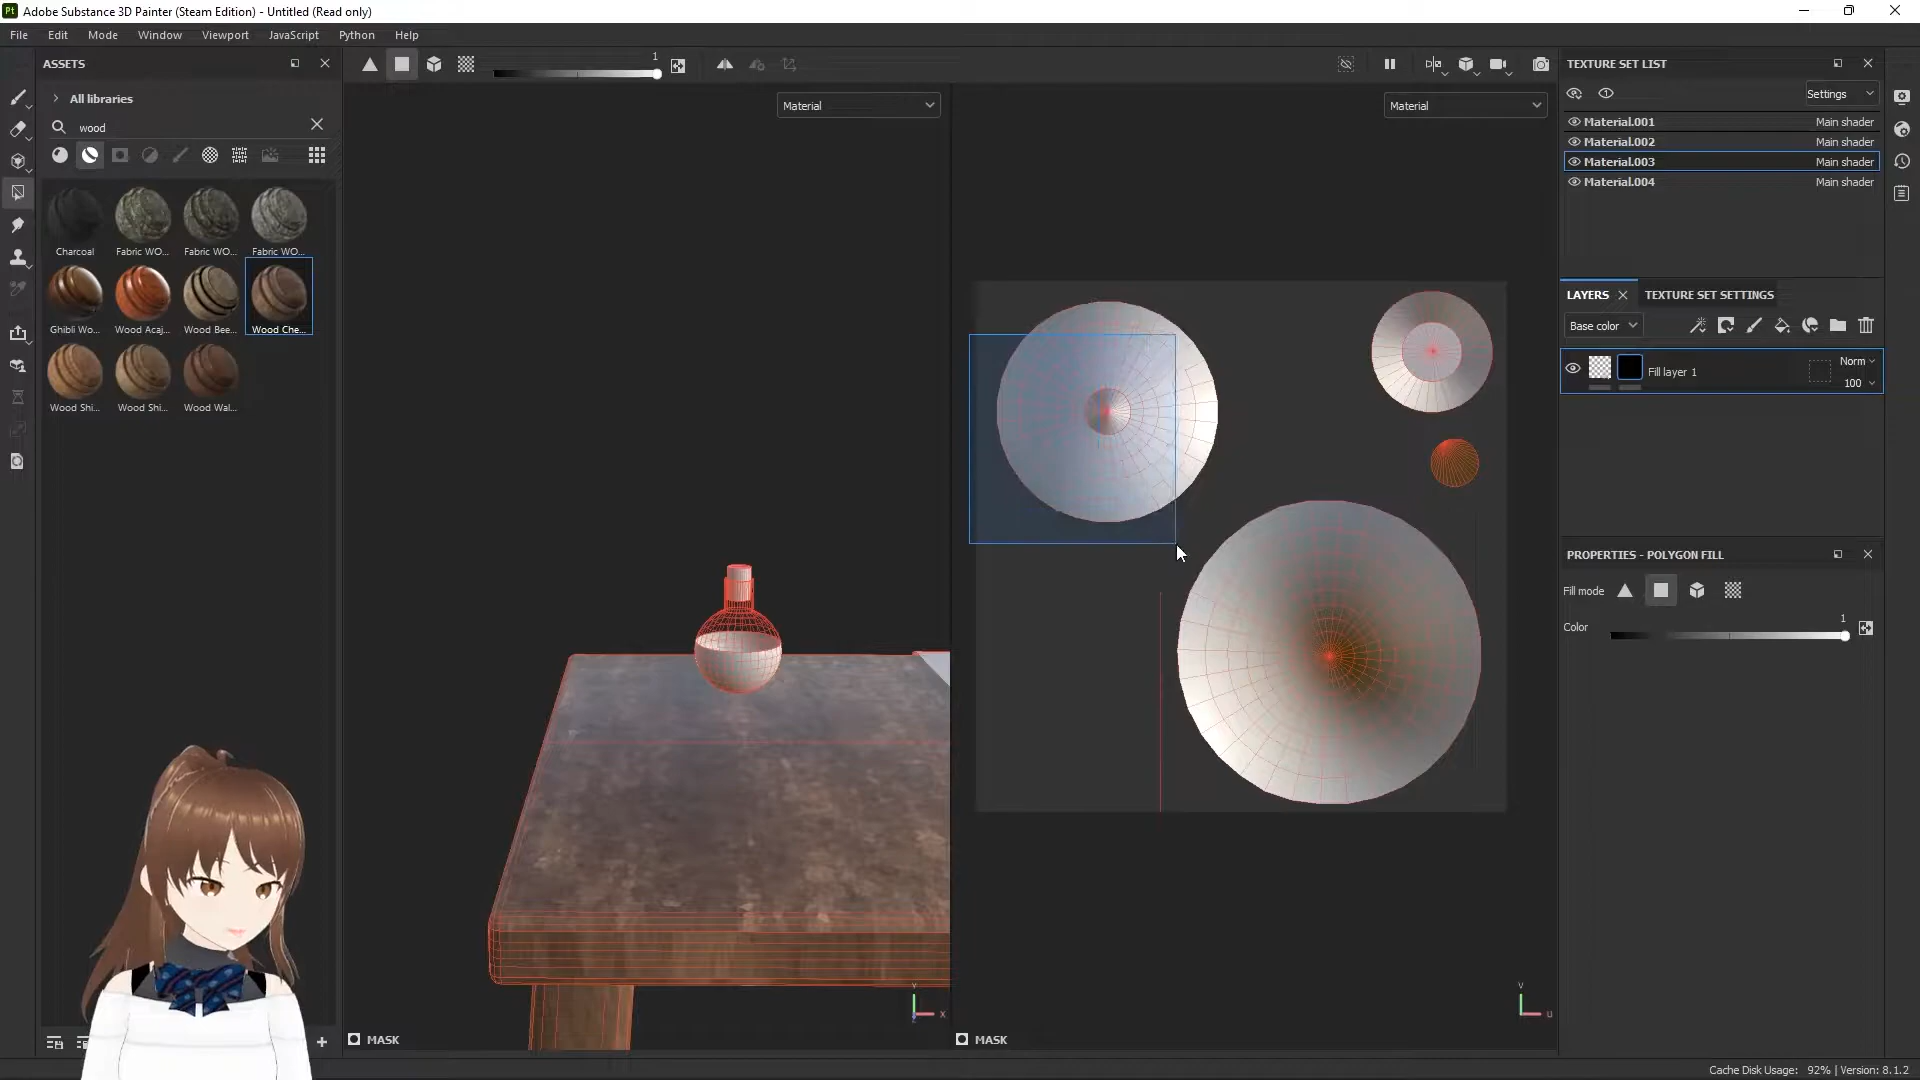 Pt Adobe Substance 3D Painter (Steam Edition) - Untitled (Read only)
File Edit Mode Window Viewport JavaScript Python Help
ASSETS
All libraries
wood
Charcoal Fabric WO... Fabric WO... Fabric WO...
Ghibli Wo... Wood Acaj... Wood Bee... Wood Che...
Wood Shi... Wood Shi... Wood Wal...
1
Material
Material
Y
X
V
U
MASK
MASK
TEXTURE SET LIST
Settings
Material.001 Main shader
Material.002 Main shader
Material.003 Main shader
Material.004 Main shader
LAYERS TEXTURE SET SETTINGS
Base color
Fill layer 1 Norm
100
PROPERTIES - POLYGON FILL
Fill mode
Color 1
Cache Disk Usage: 92% | Version: 8.1.2